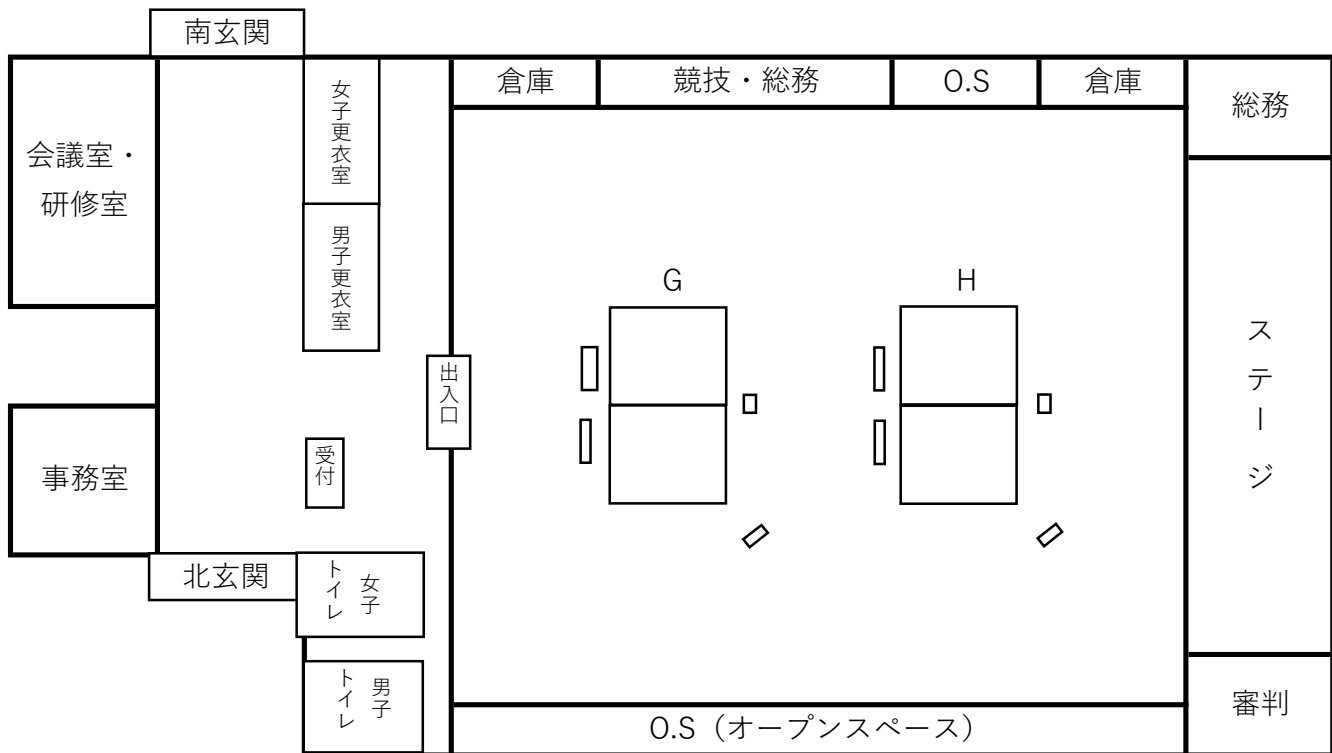 南玄関
倉庫
競技・総務
O.S
倉庫
総務
会議室・
研修室
女子更衣室
男子更衣室
G
H
出入口
ステージ
受付
事務室
北玄関
女子
トイレ
男子
トイレ
審判
O.S（オープンスペース）